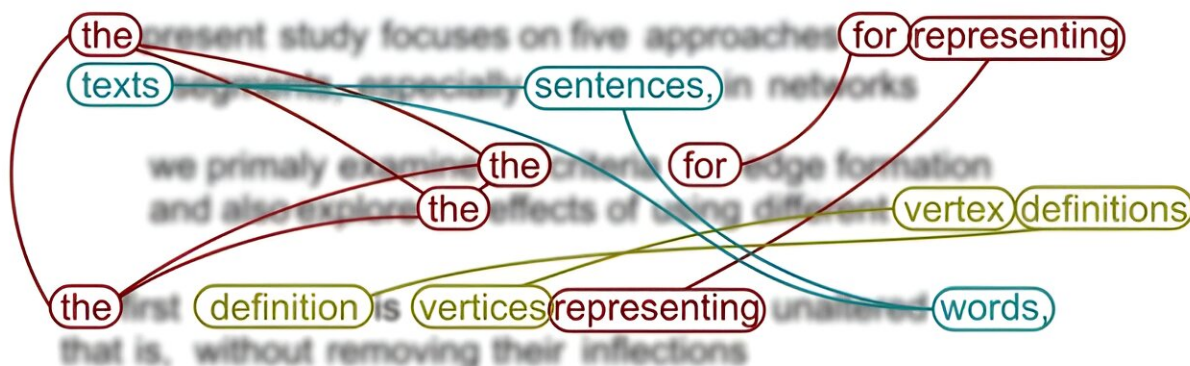 the present study focuses on five approaches for representing
texts segments, especially sentences, in networks
we primaly examine the criteria for edge formation
and also explore the effects of using different vertex definitions
the first definition is vertices representing unaltered words,
that is, without removing their inflections